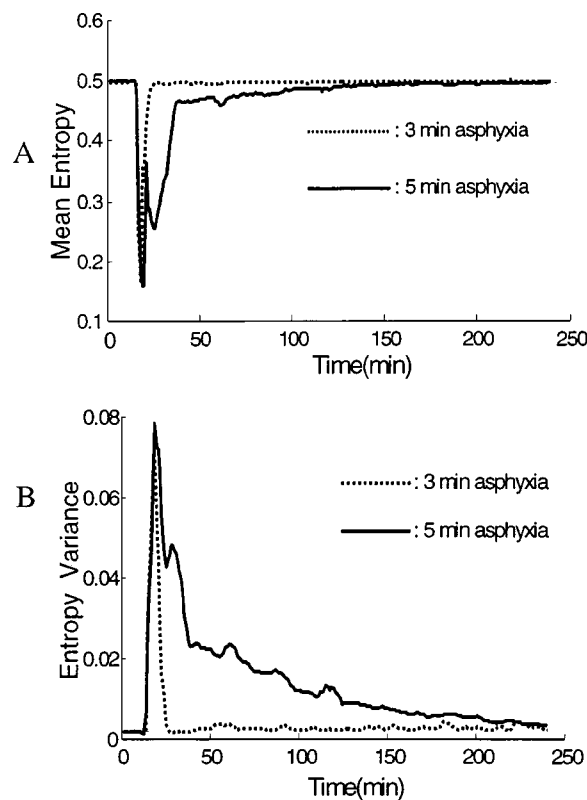 A
Mean Entropy
0.6
0.5
0.4
0.3
0.2
0.1
: 3 min asphyxia
: 5 min asphyxia
0 50 100 150 200 250
Time(min)
B
Entropy Variance
0.08
0.06
0.04
0.02
0
: 3 min asphyxia
: 5 min asphyxia
0 50 100 150 200 250
Time(min)